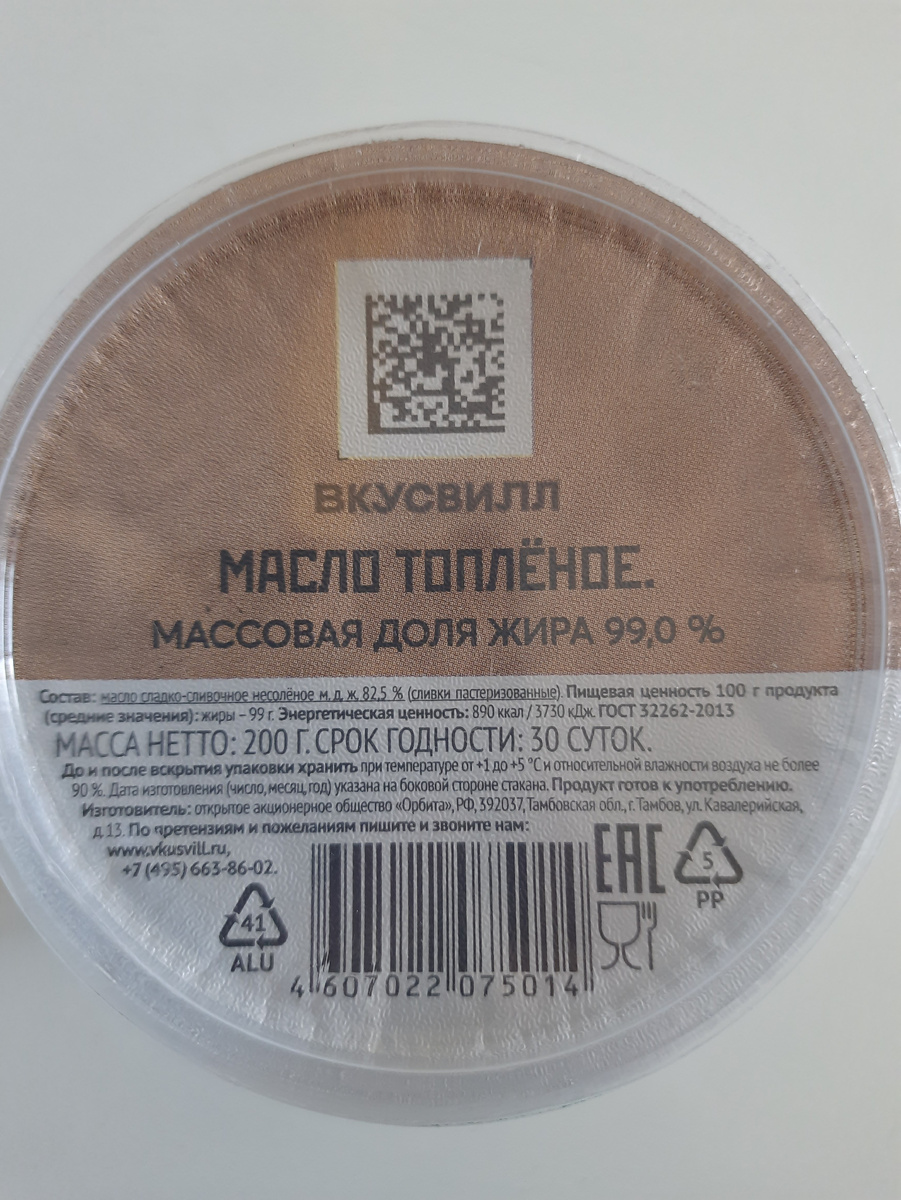 ВКУСВИЛЛ
МАСЛО ТОПЛЁНОЕ.
МАССОВАЯ ДОЛЯ ЖИРА 99,0 %
Состав: масло сладко-сливочное несолёное м. д. ж. 82,5 % (сливки пастеризованные). Пищевая ценность 100 г продукта
(средние значения): жиры – 99 г. Энергетическая ценность: 890 ккал / 3730 кДж. ГОСТ 32262-2013
МАССА НЕТТО: 200 Г. СРОК ГОДНОСТИ: 30 СУТОК.
До и после вскрытия упаковки хранить при температуре от +1 до +5 °С и относительной влажности воздуха не более
90 %. Дата изготовления (число, месяц, год) указана на боковой стороне стакана. Продукт готов к употреблению.
Изготовитель: открытое акционерное общество «Орбита», РФ, 392037, Тамбовская обл., г. Тамбов, ул. Кавалерийская,
д.13. По претензиям и пожеланиям пишите и звоните нам:
www.vkusvill.ru,
+7 (495) 663-86-02.
EAC
5
PP
41
ALU
4 607022 075014